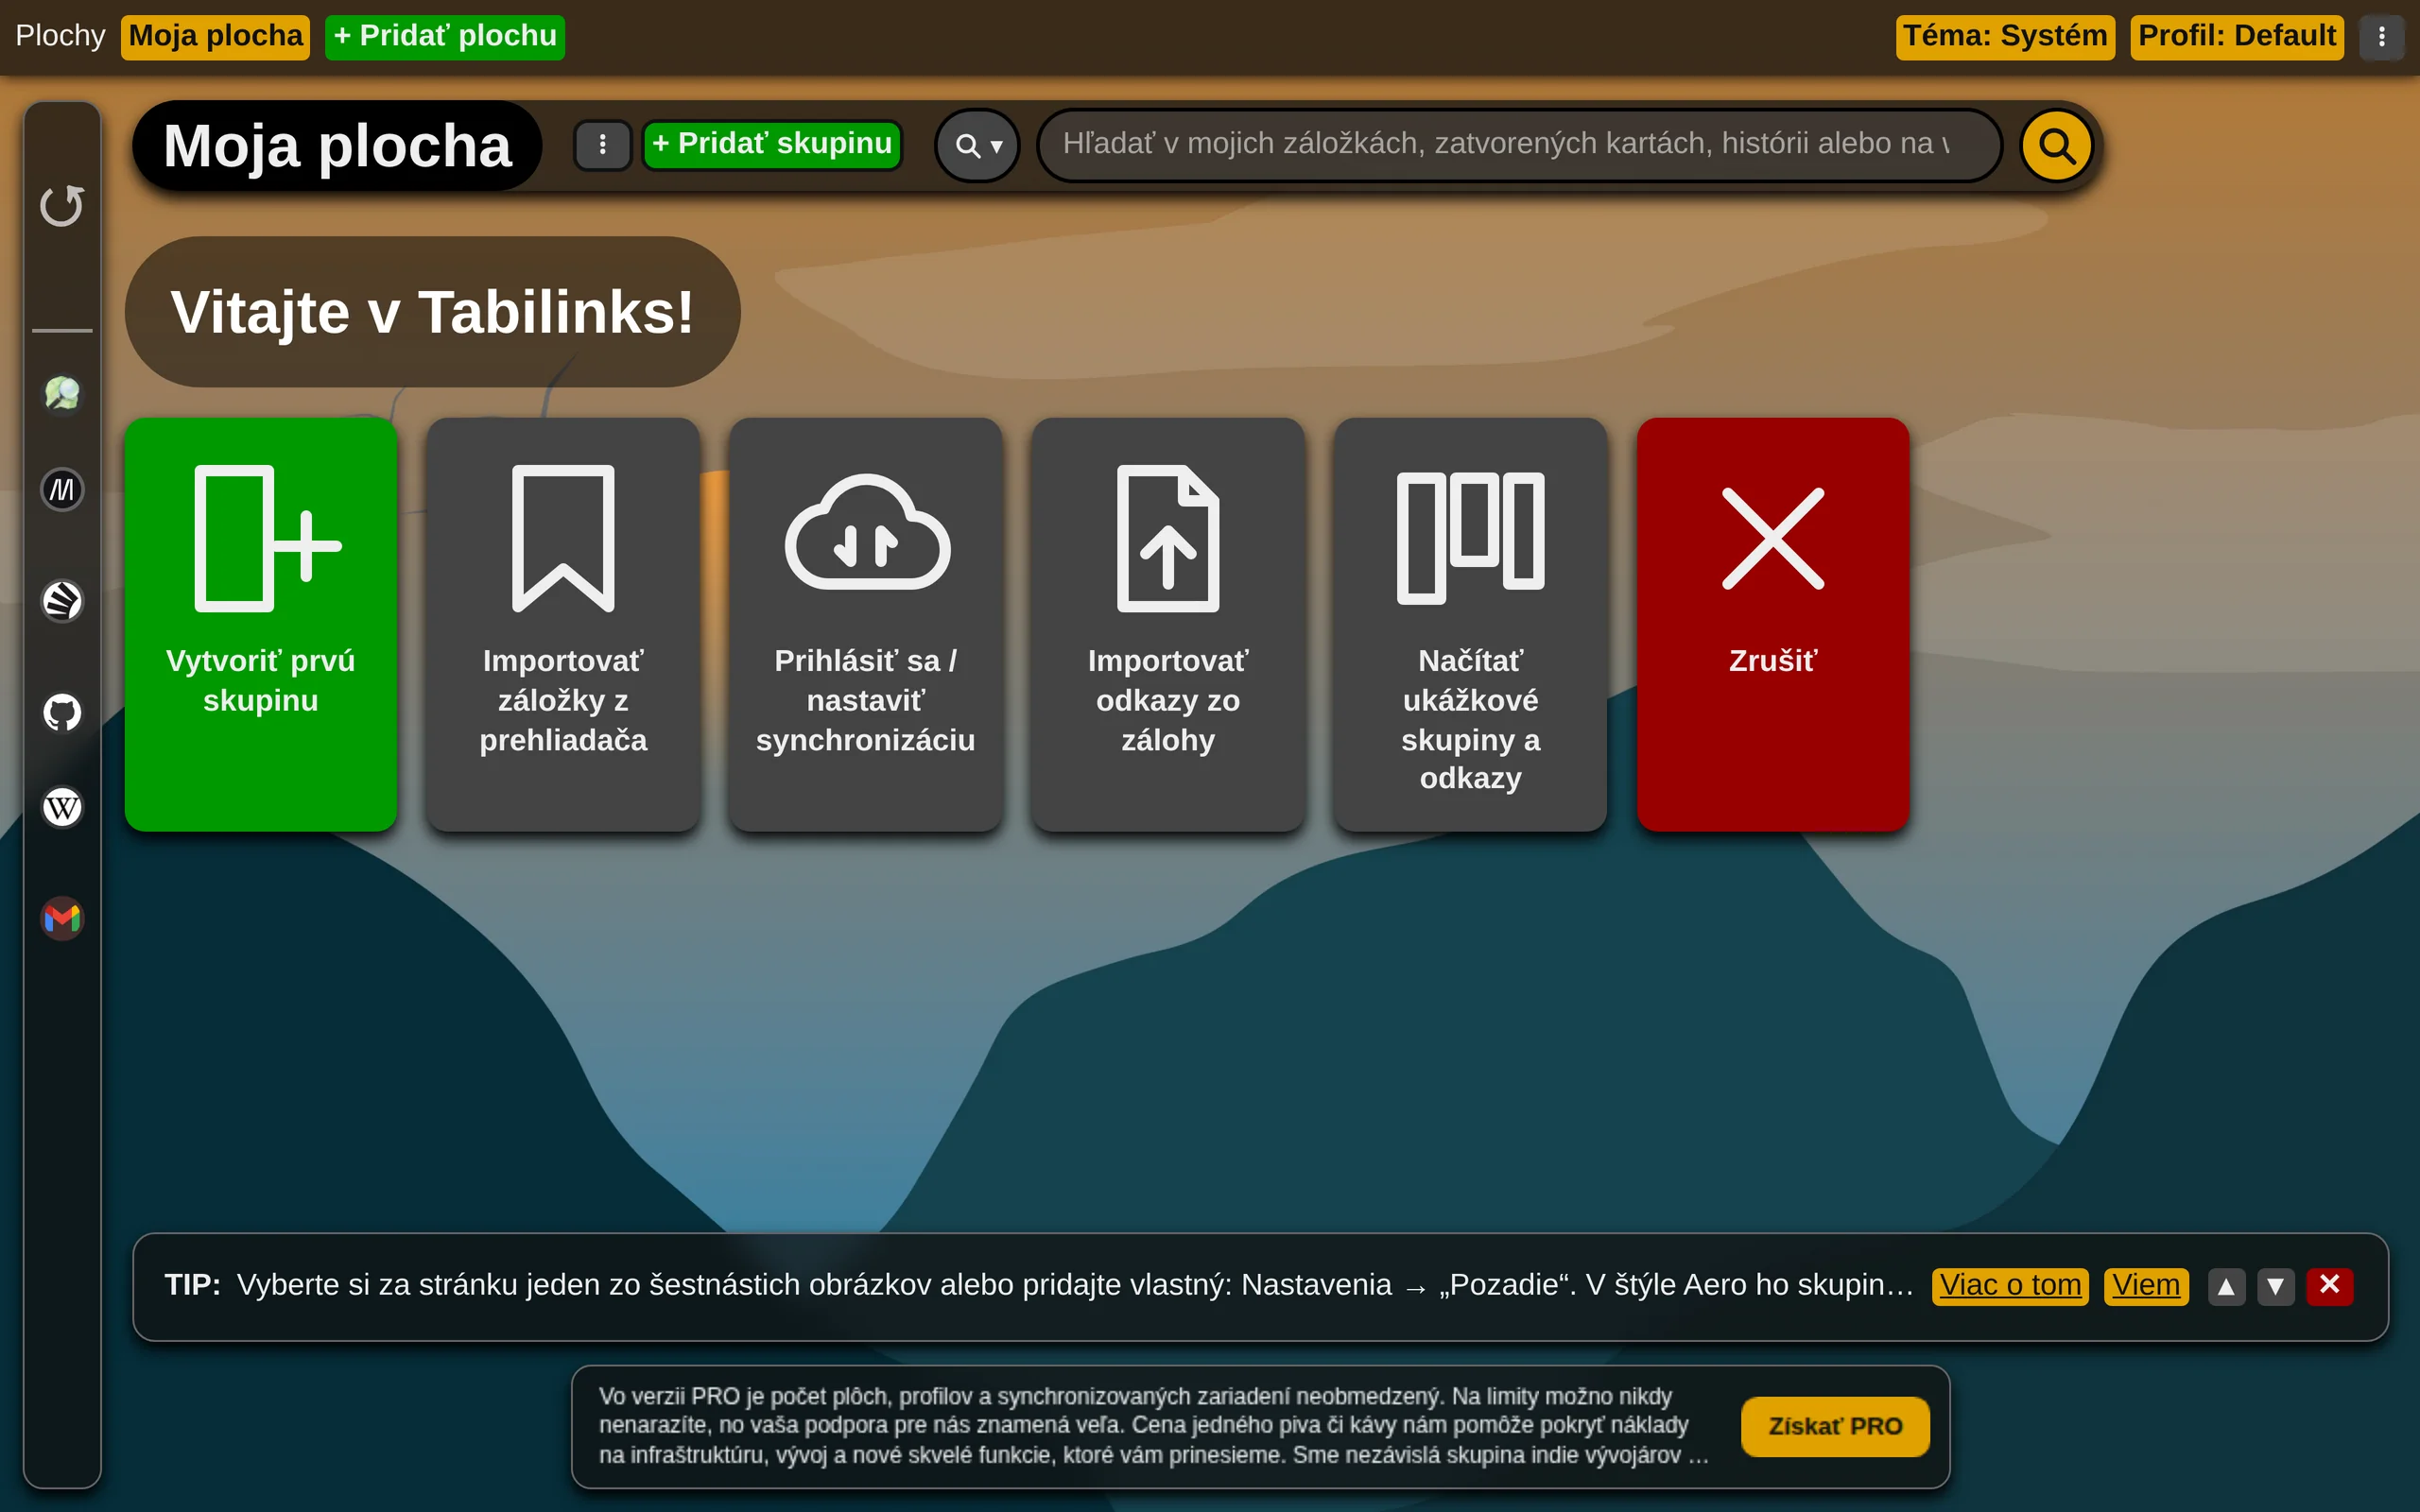 Plochy Moja plocha + Pridať plochu Téma: Systém Profil: Default
Moja plocha + Pridať skupinu Hľadať v mojich záložkách, zatvorených kartách, histórii alebo na
Vitajte v Tabilinks!
Vytvoriť prvú
skupinu
Importovať
záložky z
prehliadača
Prihlásiť sa /
nastaviť
synchronizáciu
Importovať
odkazy zo
zálohy
Načítať
ukážkové
skupiny a
odkazy
Zrušiť
TIP: Vyberte si za stránku jeden zo šestnástich obrázkov alebo pridajte vlastný: Nastavenia → „Pozadie“. V štýle Aero ho skupin… Viac o tom Viem
Vo verzii PRO je počet plôch, profilov a synchronizovaných zariadení neobmedzený. Na limity možno nikdy
nenarazíte, no vaša podpora pre nás znamená veľa. Cena jedného piva či kávy nám pomôže pokryť náklady
na infraštruktúru, vývoj a nové skvelé funkcie, ktoré vám prinesieme. Sme nezávislá skupina indie vývojárov …
Získať PRO